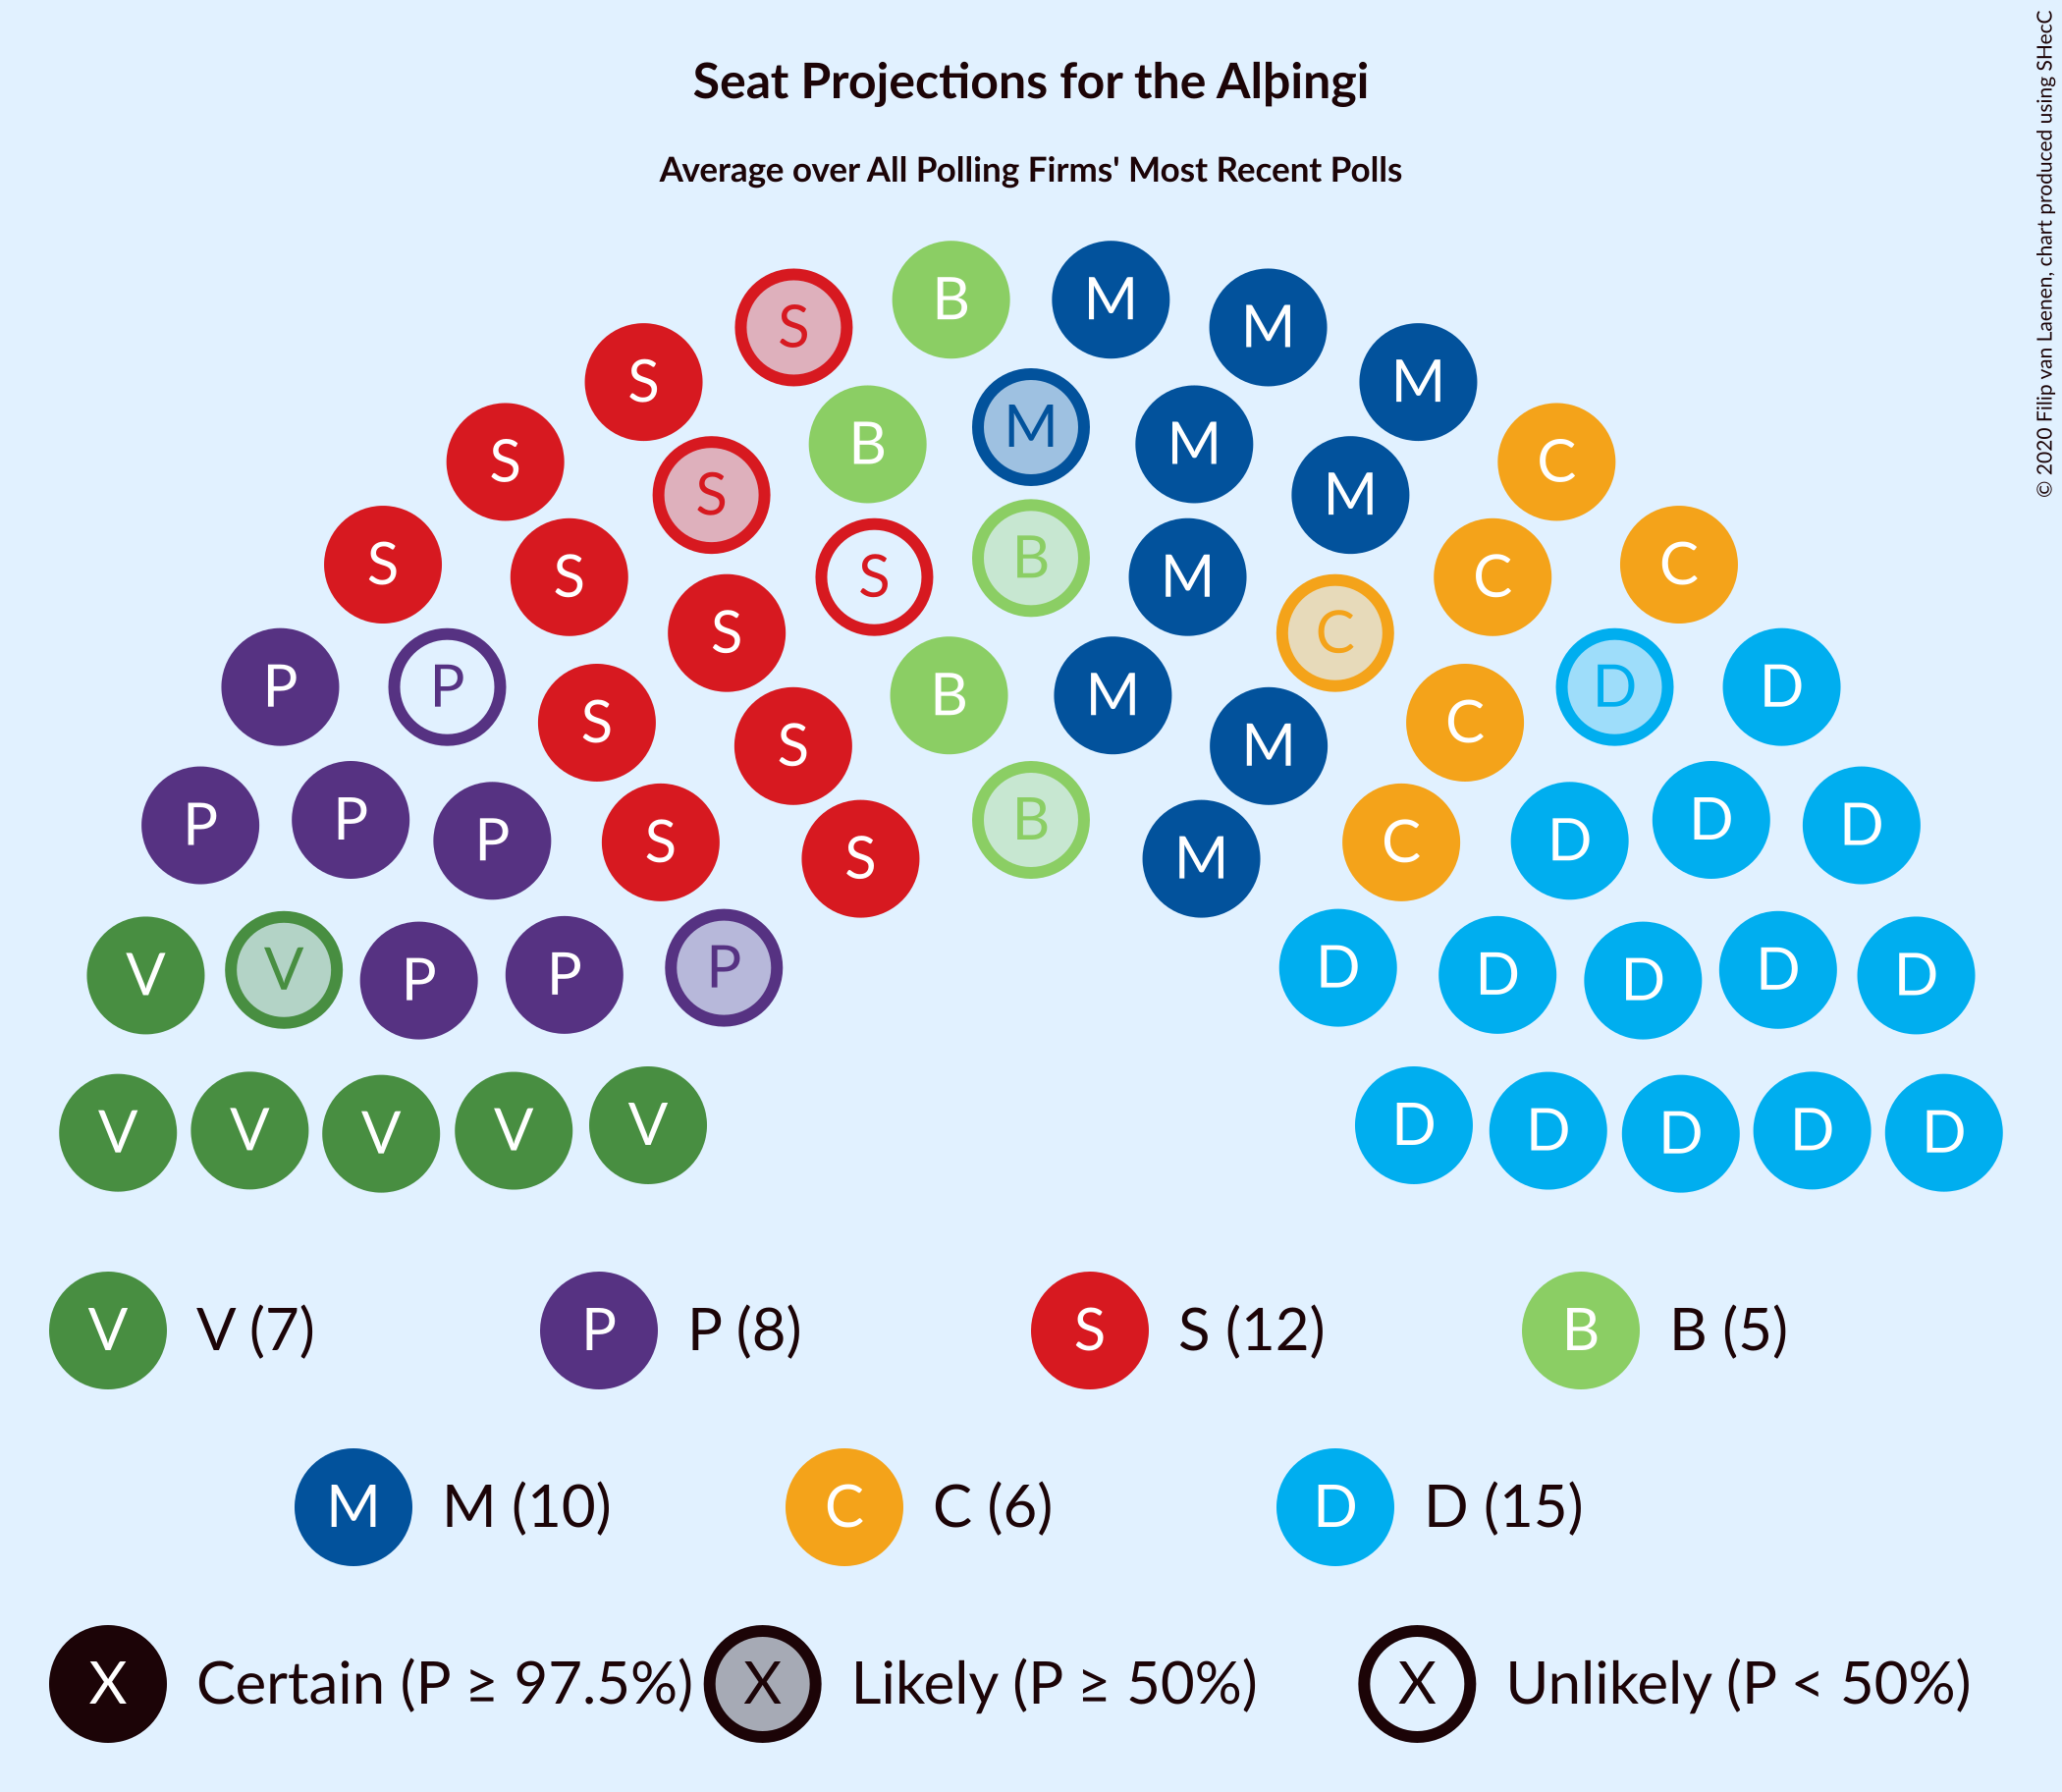 Seat Projections for the Alþingi
Average over All Polling Firms' Most Recent Polls
© 2020 Filip van Laenen, chart produced using SHecC
B M
S M
S M
M
B M
S C
S M
B
S C
S C
S M
S C
S C
P P B M D D
S C
S M
P P B D D
P P S C D D
S M
V V P P P D D D D D
V V V V V D D D D D
V V (7) P P (8) S S (12) B B (5)
M M (10) C C (6) D D (15)
X Certain (P ≥ 97.5%) X Likely (P ≥ 50%) X Unlikely (P < 50%)